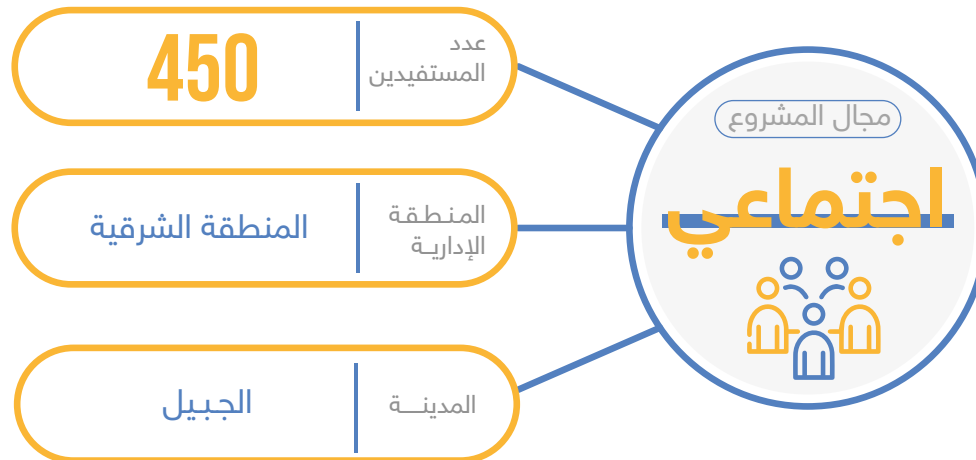 مجال المشروع
اجتماعي
عدد
المستفيدين
450
المنطقة
الإدارية
المنطقة الشرقية
المدينـــة
الجبيل